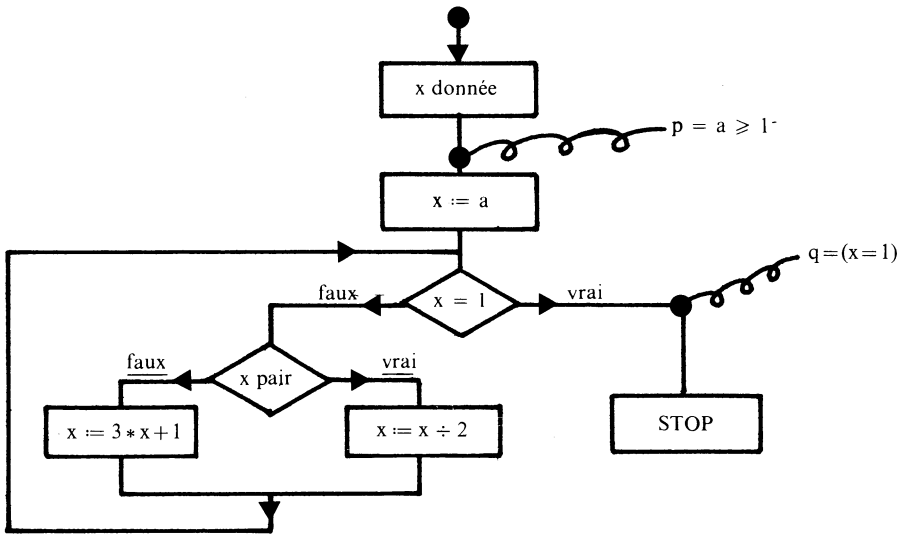 x donnée
p = a ⩾ 1
x := a
q=(x=1)
faux
x = 1
vrai
faux
x pair
vrai
x := 3*x+1
x := x ÷ 2
STOP